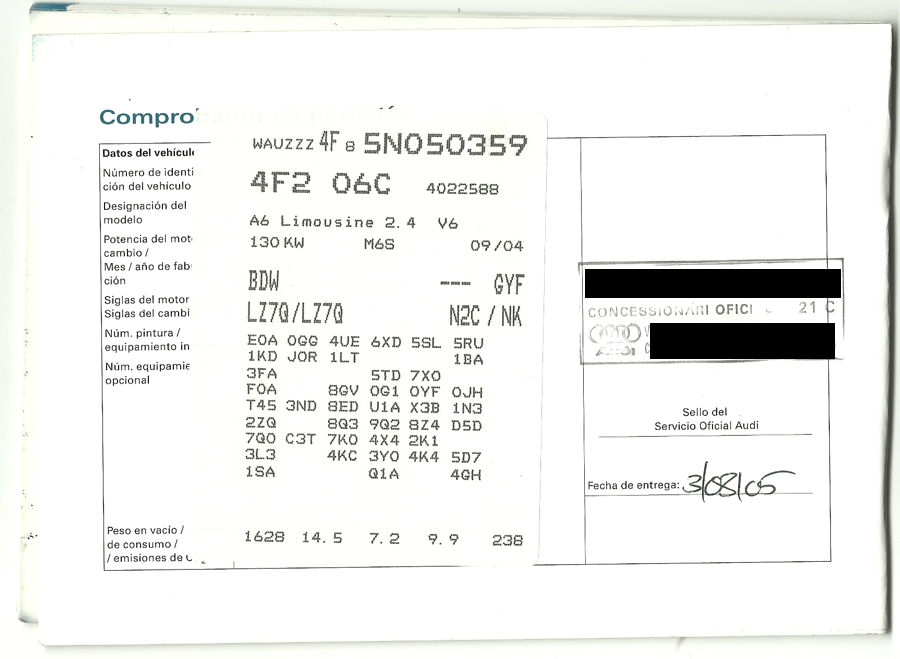 Compro
Datos del vehícul
Número de identi
ción del vehículo
Designación del
modelo
Potencia del mot
cambio /
Mes / año de fab
ción
Siglas del motor
Siglas del cambi
Núm. pintura /
equipamiento in
Núm. equipamie
opcional
Peso en vacío /
de consumo /
/ emisiones de
WAUZZZ 4F 8 5N050359
4F2 06C 4022588
A6 Limousine 2.4 V6
130 KW M6S 09/04
BDW --- GYF
LZ7Q/LZ7Q N2C / NK
E0A 0GG 4UE 6XD 5SL 5RU
1KD J0R 1LT 1BA
3FA 5TD 7X0
F0A 8GV 0G1 0YF 0JH
T45 3ND 8ED U1A X3B 1N3
2ZQ 8Q3 9Q2 8Z4 D5D
7Q0 C3T 7K0 4X4 2K1
3L3 4KC 3Y0 4K4 5D7
1SA Q1A 4GH
1628 14.5 7.2 9.9 238
CONCESSIONARI OFICI 21 C
Audi
Sello del
Servicio Oficial Audi
Fecha de entrega: 3/08/05